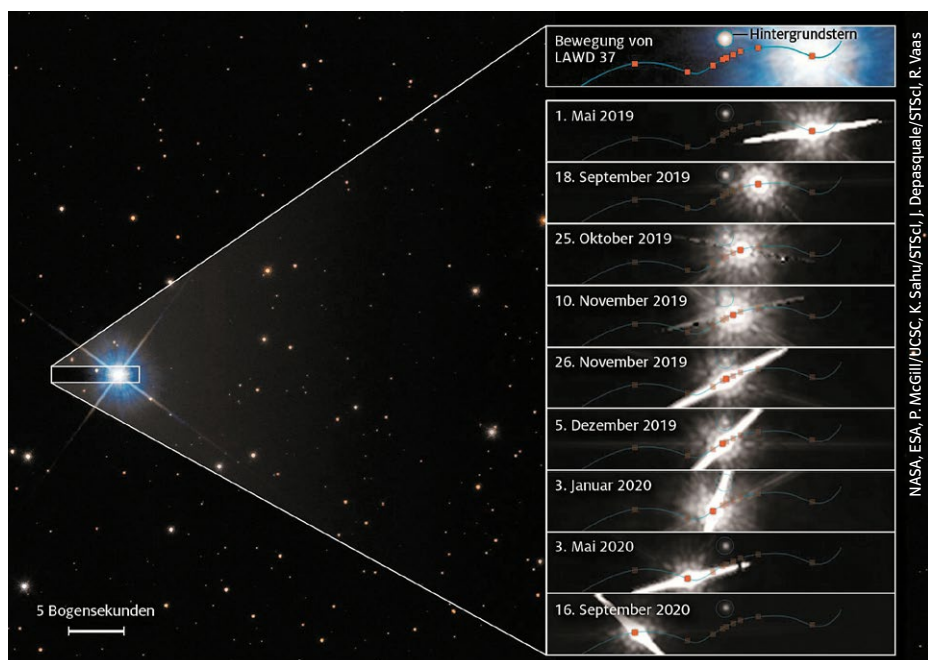 Bewegung von
LAWD 37
Hintergrundstern
1. Mai 2019
18. September 2019
25. Oktober 2019
10. November 2019
26. November 2019
5. Dezember 2019
3. Januar 2020
3. Mai 2020
16. September 2020
5 Bogensekunden
NASA, ESA, P. McGill/UCSC, K. Sahu/STScI, J. Depasquale/STScI, R. Vaas